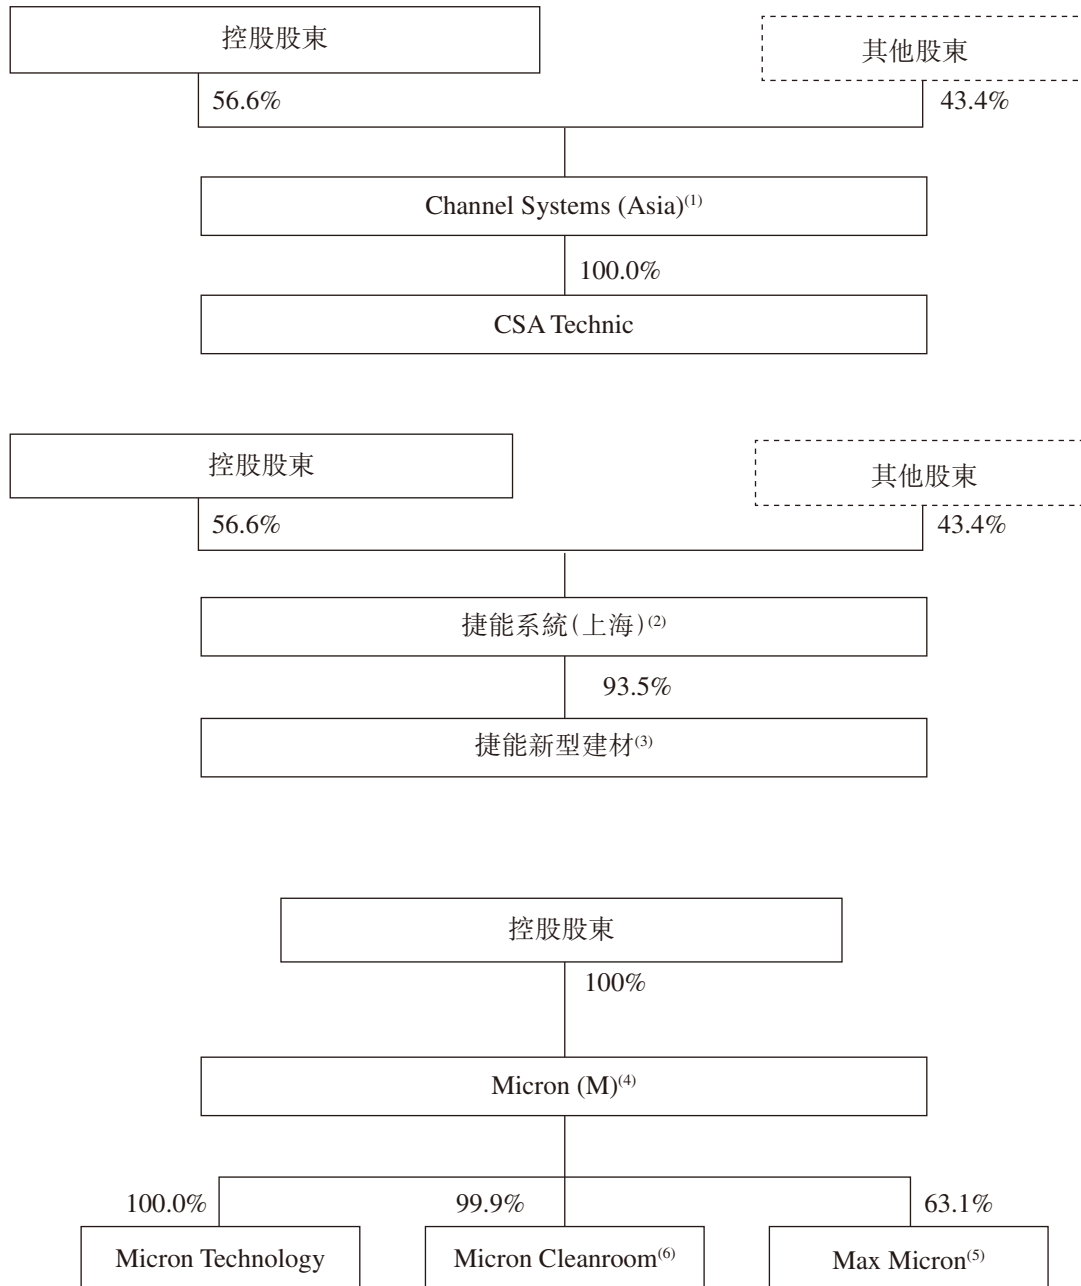 控股股東
其他股東
56.6%
43.4%
Channel Systems (Asia)(1)
100.0%
CSA Technic
控股股東
其他股東
56.6%
43.4%
捷能系統(上海)(2)
93.5%
捷能新型建材(3)
控股股東
100%
Micron (M)(4)
100.0%
99.9%
63.1%
Micron Technology
Micron Cleanroom(6)
Max Micron(5)